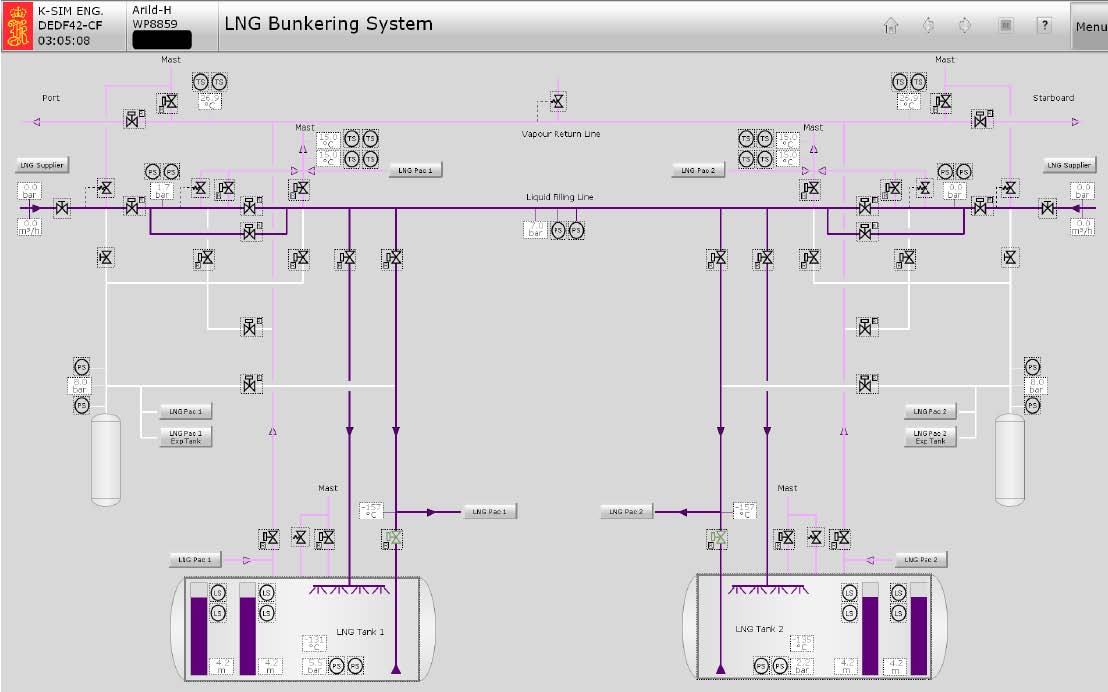 K-SIM ENG.
DEDF42-CF
03:05:08
Arild-H
WP8859
LNG Bunkering System
?
Menu
Mast
Mast
TS TS
TS TS
°C
°C
Port
Starboard
Mast
Mast
Vapour Return Line
15.0 °C TS TS
°C TS TS
TS TS 15.0 °C
TS TS 15.0 °C
LNG Supplier
LNG Pac 1
LNG Pac 2
LNG Supplier
PS PS
PS PS
0.0 bar
1.7 bar
Liquid Filling Line
0.0 bar
0.0 bar
0.0 m³/h
7.0 bar
PS PS
0.0 m³/h
PS
PS
8.0 bar
8.0 bar
PS
PS
LNG Pac 1
LNG Pac 2
LNG Pac 1 Exp Tank
LNG Pac 2 Exp Tank
Mast
Mast
-157 °C
LNG Pac 1
LNG Pac 2
-157 °C
LNG Pac 1
LNG Pac 2
LS LS
LS LS
LS LS
LS LS
LNG Tank 1
LNG Tank 2
-131 °C
-135 °C
4.2 m
4.2 m
5.5 bar
PS PS
PS PS
2.2 bar
4.2 m
4.2 m